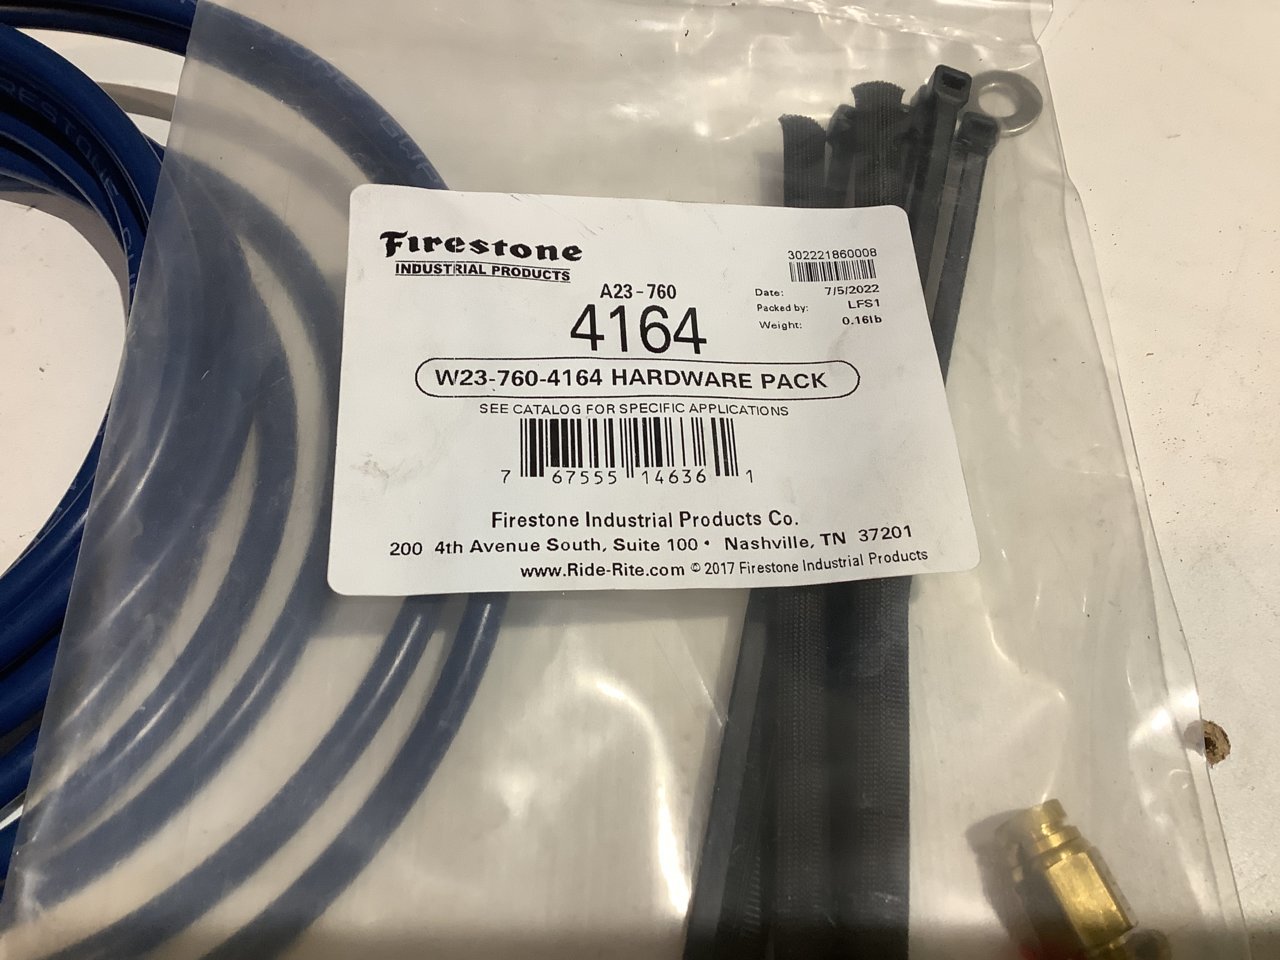 Firestone
INDUSTRIAL PRODUCTS
302221860008
Date: 7/5/2022
Packed by: LFS1
Weight: 0.16lb
A23-760
4164
W23-760-4164 HARDWARE PACK
SEE CATALOG FOR SPECIFIC APPLICATIONS
7 67555 14636 1
Firestone Industrial Products Co.
200 4th Avenue South, Suite 100 • Nashville, TN 37201
www.Ride-Rite.com © 2017 Firestone Industrial Products